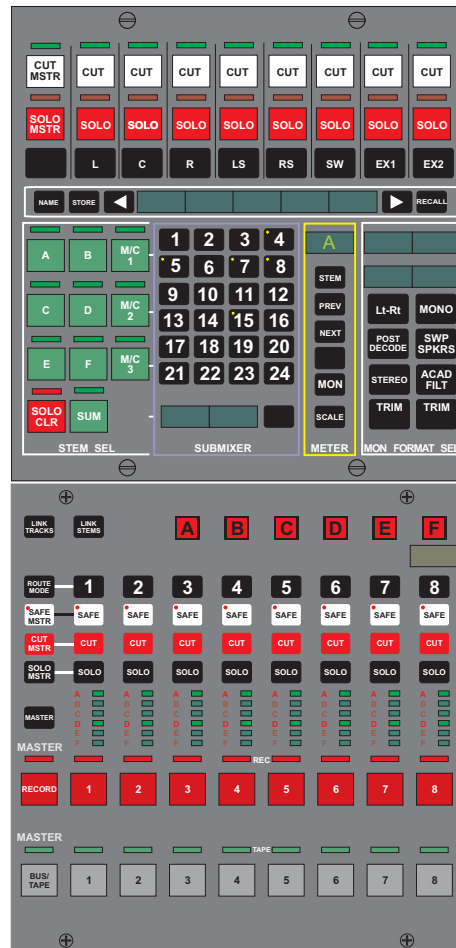 CUT MSTR CUT CUT CUT CUT CUT CUT CUT CUT
SOLO MSTR SOLO SOLO SOLO SOLO SOLO SOLO SOLO SOLO
L C R LS RS SW EX1 EX2
NAME STORE RECALL
A B M/C 1
C D M/C 2
E F M/C 3
SOLO CLR SUM
STEM SEL
1 2 3 4
5 6 7 8
9 10 11 12
13 14 15 16
17 18 19 20
21 22 23 24
SUBMIXER
A
STEM
PREV
NEXT
MON
SCALE
METER
Lt-Rt MONO
POST DECODE SWP SPKRS
STEREO ACAD FILT
TRIM TRIM
MON FORMAT SEL
LINK TRACKS LINK STEMS A B C D E F
ROUTE MODE 1 2 3 4 5 6 7 8
SAFE MSTR SAFE SAFE SAFE SAFE SAFE SAFE SAFE SAFE
CUT MSTR CUT CUT CUT CUT CUT CUT CUT CUT
SOLO MSTR SOLO SOLO SOLO SOLO SOLO SOLO SOLO SOLO
A A A A A A A A
B B B B B B B B
C C C C C C C C
D D D D D D D D
E E E E E E E E
F F F F F F F F
MASTER
MASTER REC
RECORD 1 2 3 4 5 6 7 8
MASTER TAPE
BUS/ TAPE 1 2 3 4 5 6 7 8